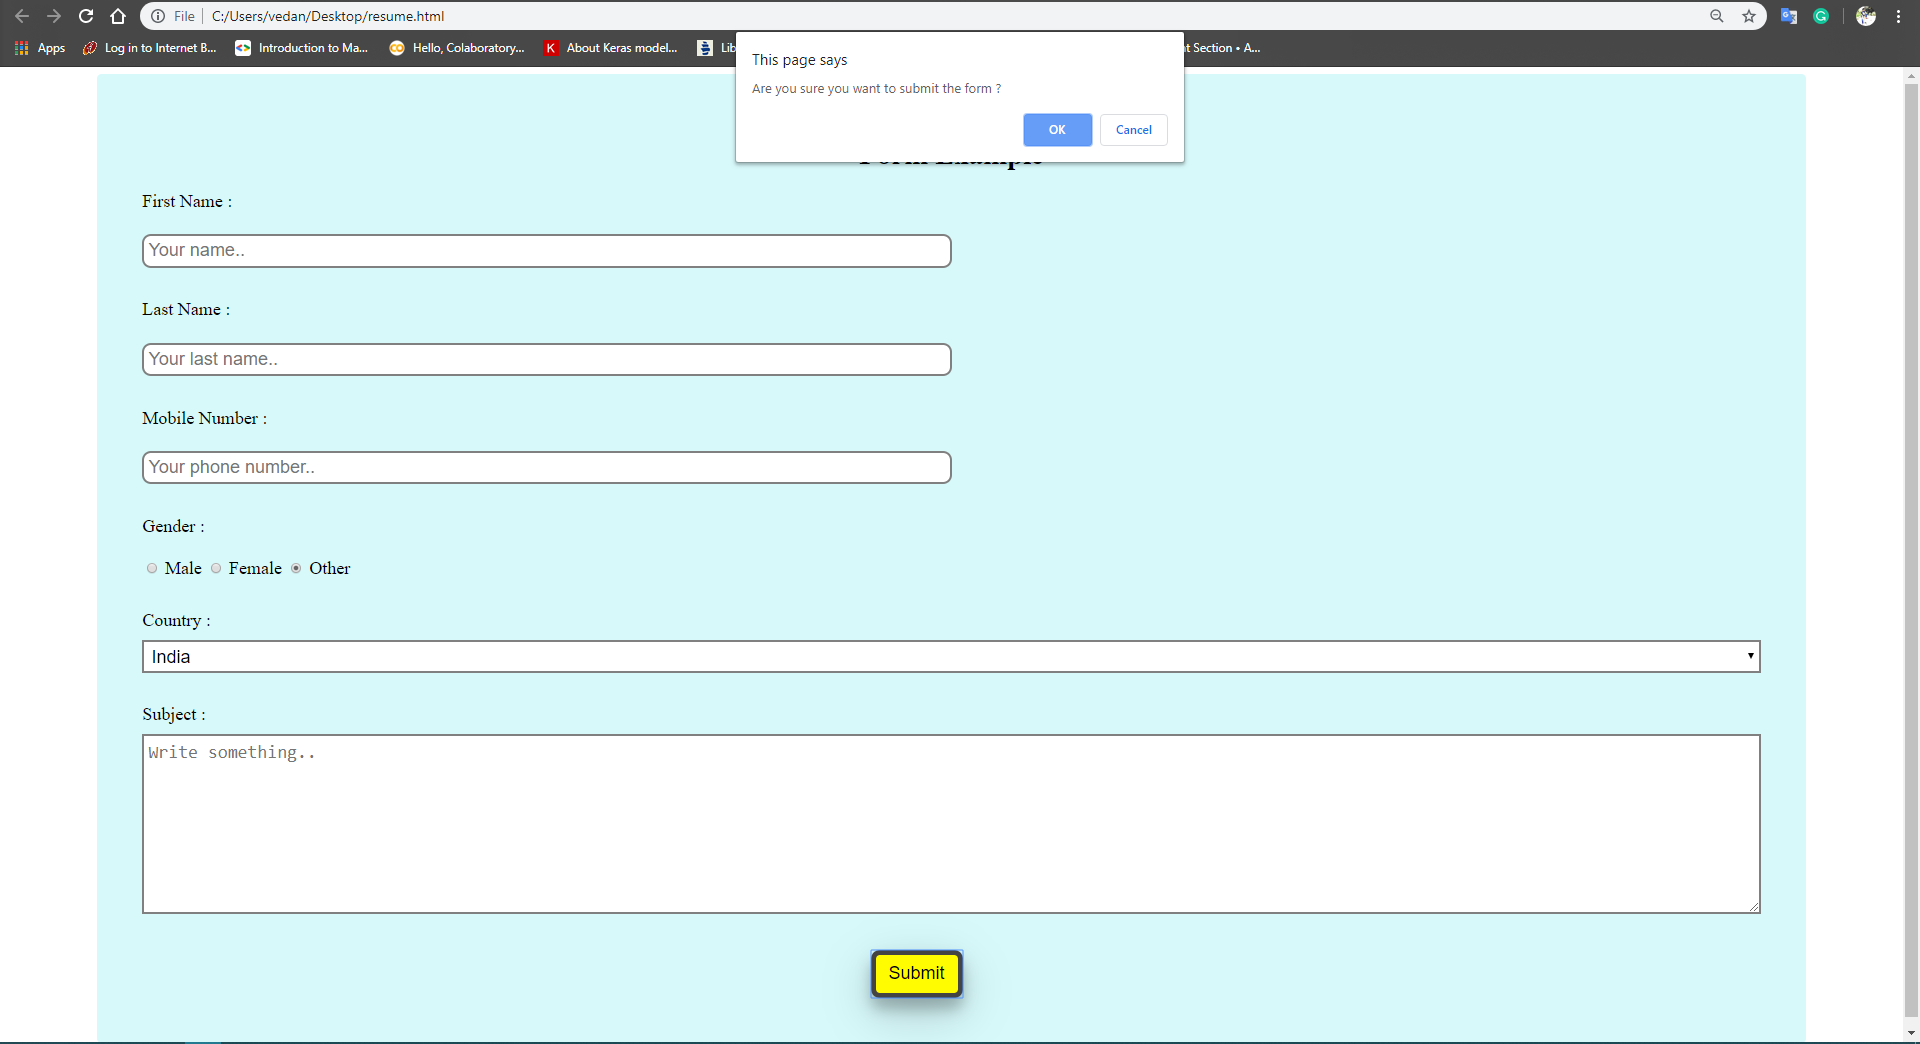 File C:/Users/vedan/Desktop/resume.html
Apps Log in to Internet B... Introduction to Ma... Hello, Colaboratory... K About Keras model... Lib t Section • A...
This page says
Are you sure you want to submit the form ?
OK Cancel
Form Example
First Name :
Your name..
Last Name :
Your last name..
Mobile Number :
Your phone number..
Gender :
Male Female Other
Country :
India
Subject :
Write something..
Submit